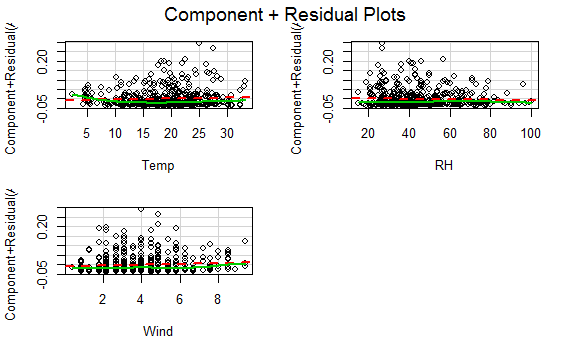 Component + Residual Plots
Component+Residual(A
0.20
-0.05
5 10 15 20 25 30
Temp
Component+Residual(A
0.20
-0.05
20 40 60 80 100
RH
Component+Residual(A
0.20
-0.05
2 4 6 8
Wind